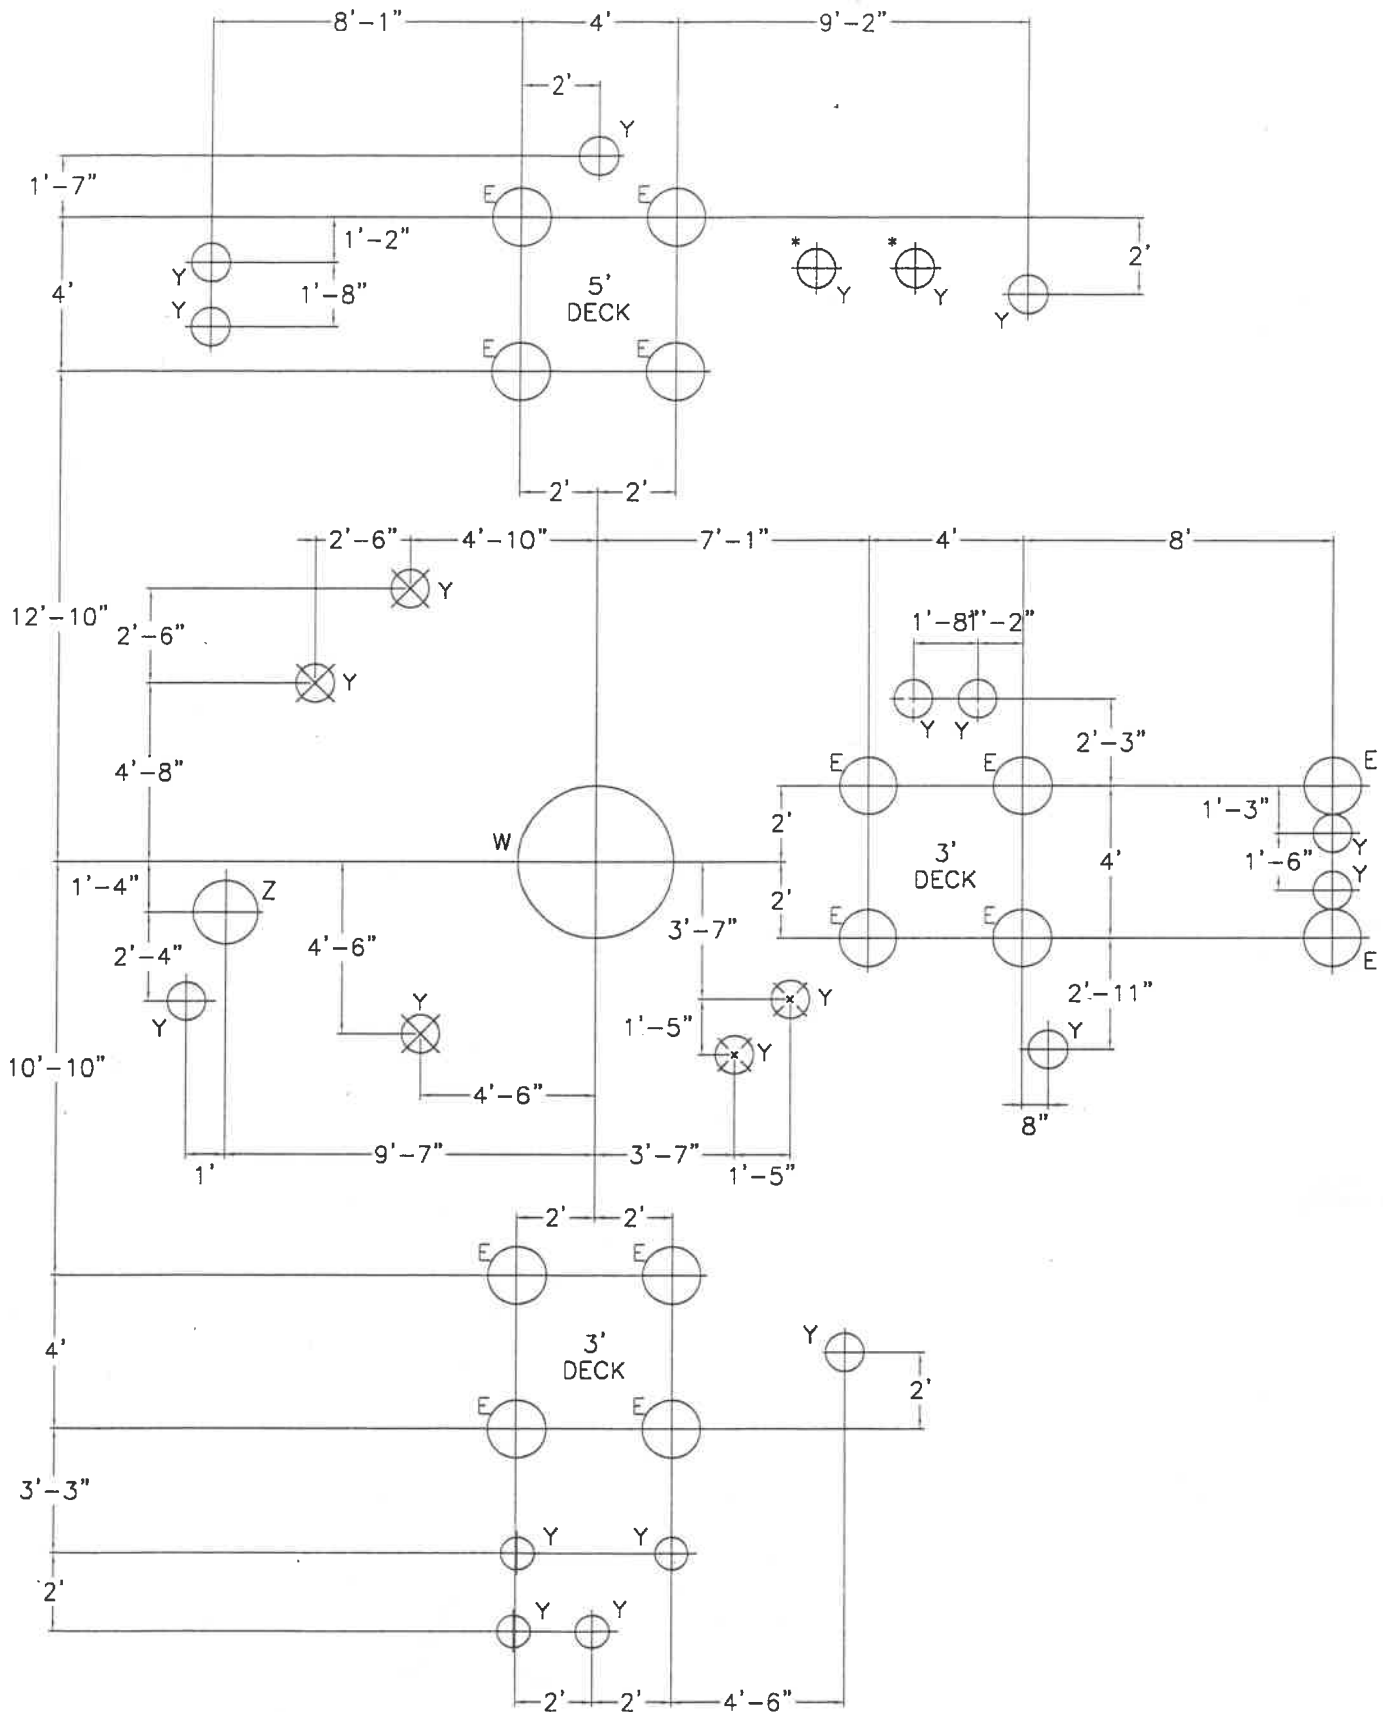 8'-1" 4' 9'-2"
2'
Y
1'-7"
E E
1'-2" * * 2'
Y Y Y
4' 1'-8" 5'
Y DECK Y
E E
2' 2'
2'-6" 4'-10" 7'-1" 4' 8'
Y
12'-10"
2'-6" 1'-8" 1'-2"
Y
Y Y
2'-3"
4'-8" E E E
1'-3"
2'
W Y
3' 4' 1'-6"
DECK Y
1'-4" Z 2'
E E
3'-7"
4'-6"
2'-4" E
Y Y 2'-11"
Y 1'-5"
Y Y
10'-10"
4'-6"
8"
9'-7" 3'-7"
1' 1'-5"
2' 2'
E E
Y
3'
4' DECK
2'
E E
3'-3"
Y Y
2'
Y Y
2' 2' 4'-6"